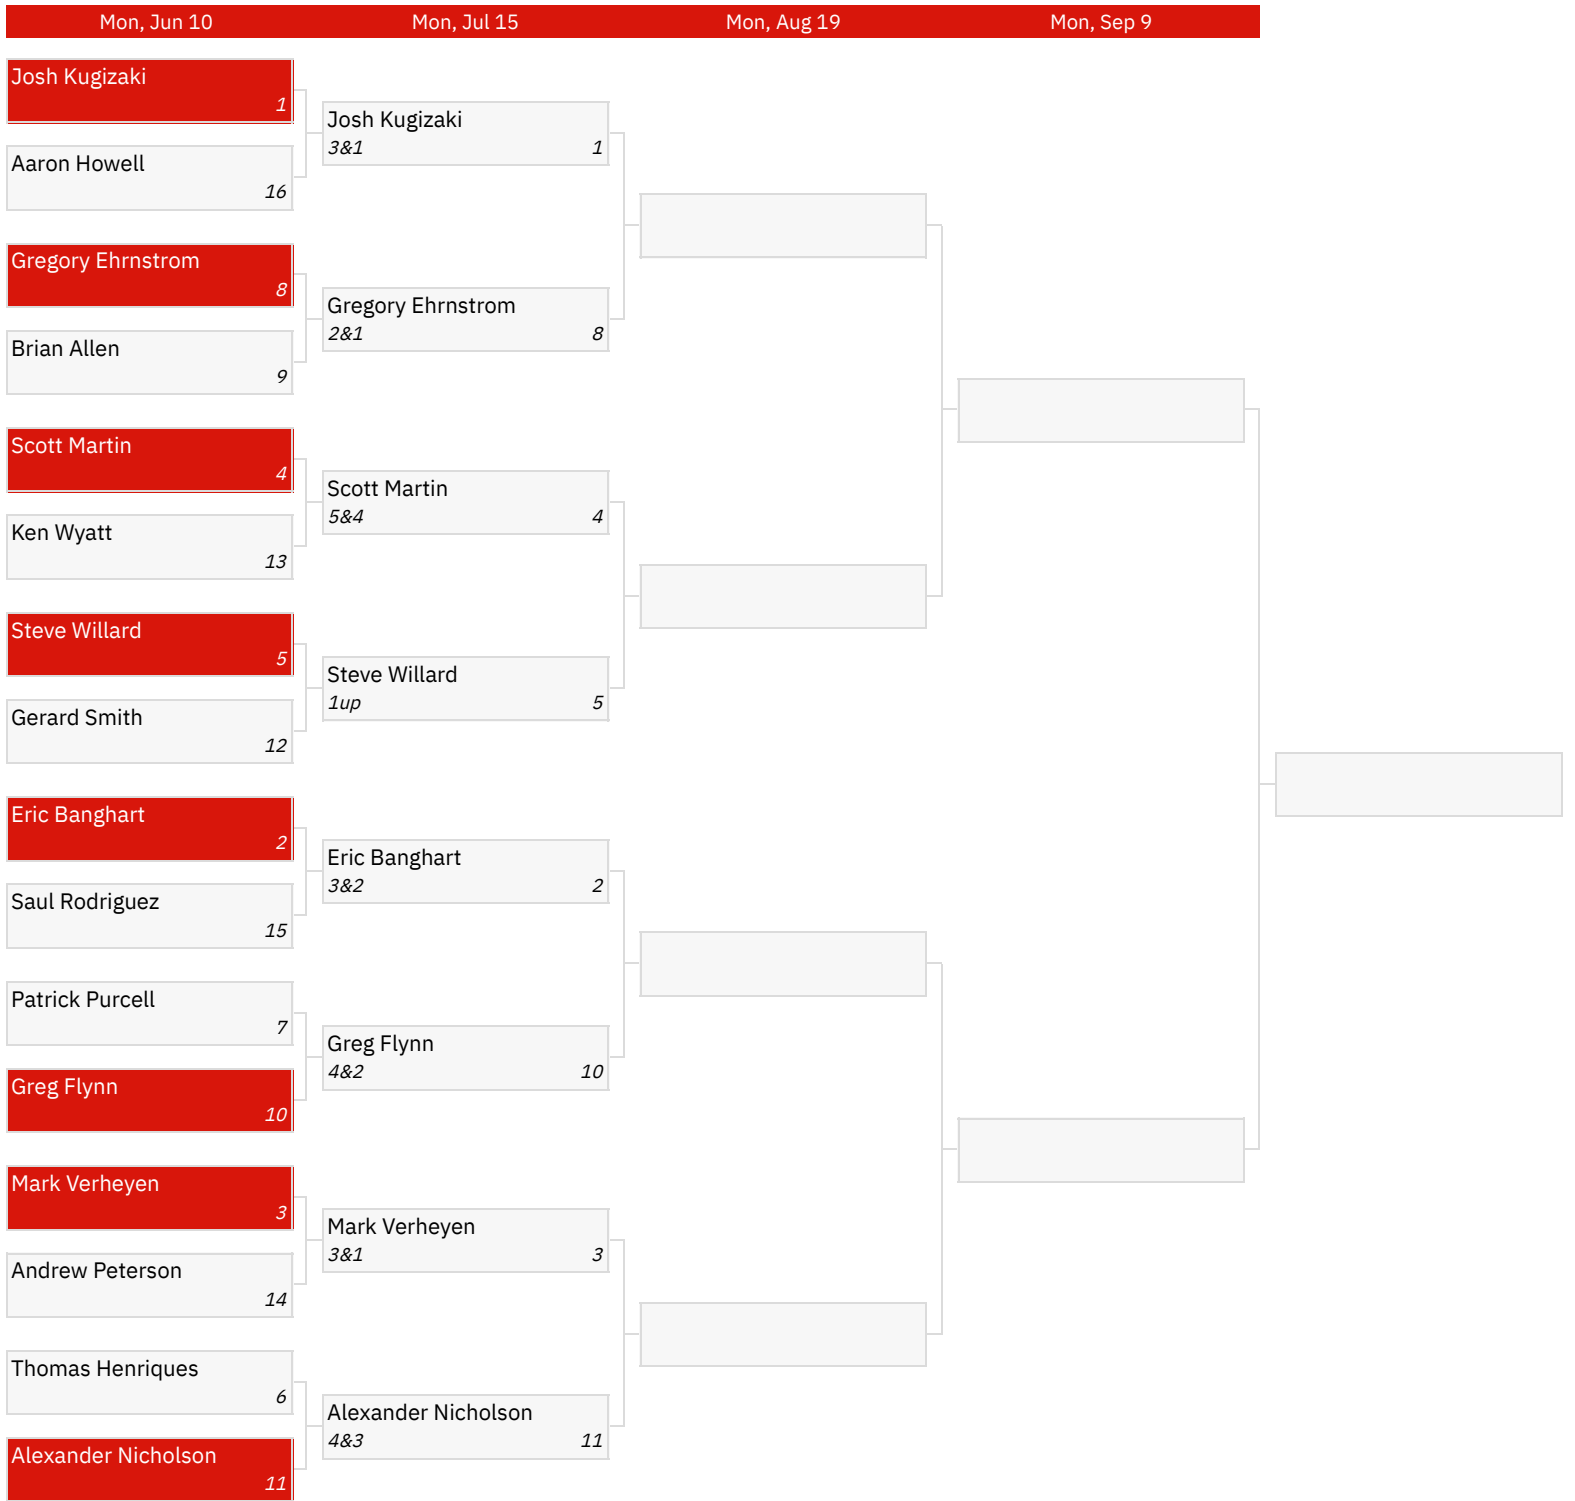 Mon, Jun 10
Mon, Jul 15
Mon, Aug 19
Mon, Sep 9
Josh Kugizaki
1
Aaron Howell
16
Gregory Ehrnstrom
8
Brian Allen
9
Scott Martin
4
Ken Wyatt
13
Steve Willard
5
Gerard Smith
12
Eric Banghart
2
Saul Rodriguez
15
Patrick Purcell
7
Greg Flynn
10
Mark Verheyen
3
Andrew Peterson
14
Thomas Henriques
6
Alexander Nicholson
11
Josh Kugizaki
3&1 1
Gregory Ehrnstrom
2&1 8
Scott Martin
5&4 4
Steve Willard
1up 5
Eric Banghart
3&2 2
Greg Flynn
4&2 10
Mark Verheyen
3&1 3
Alexander Nicholson
4&3 11